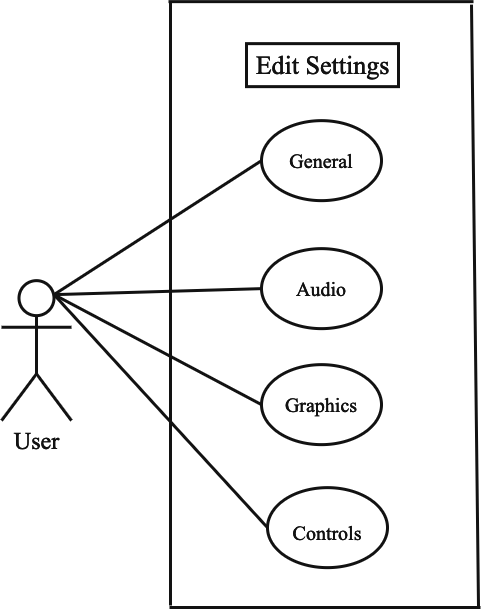 Edit Settings
General
Audio
Graphics
Controls
User